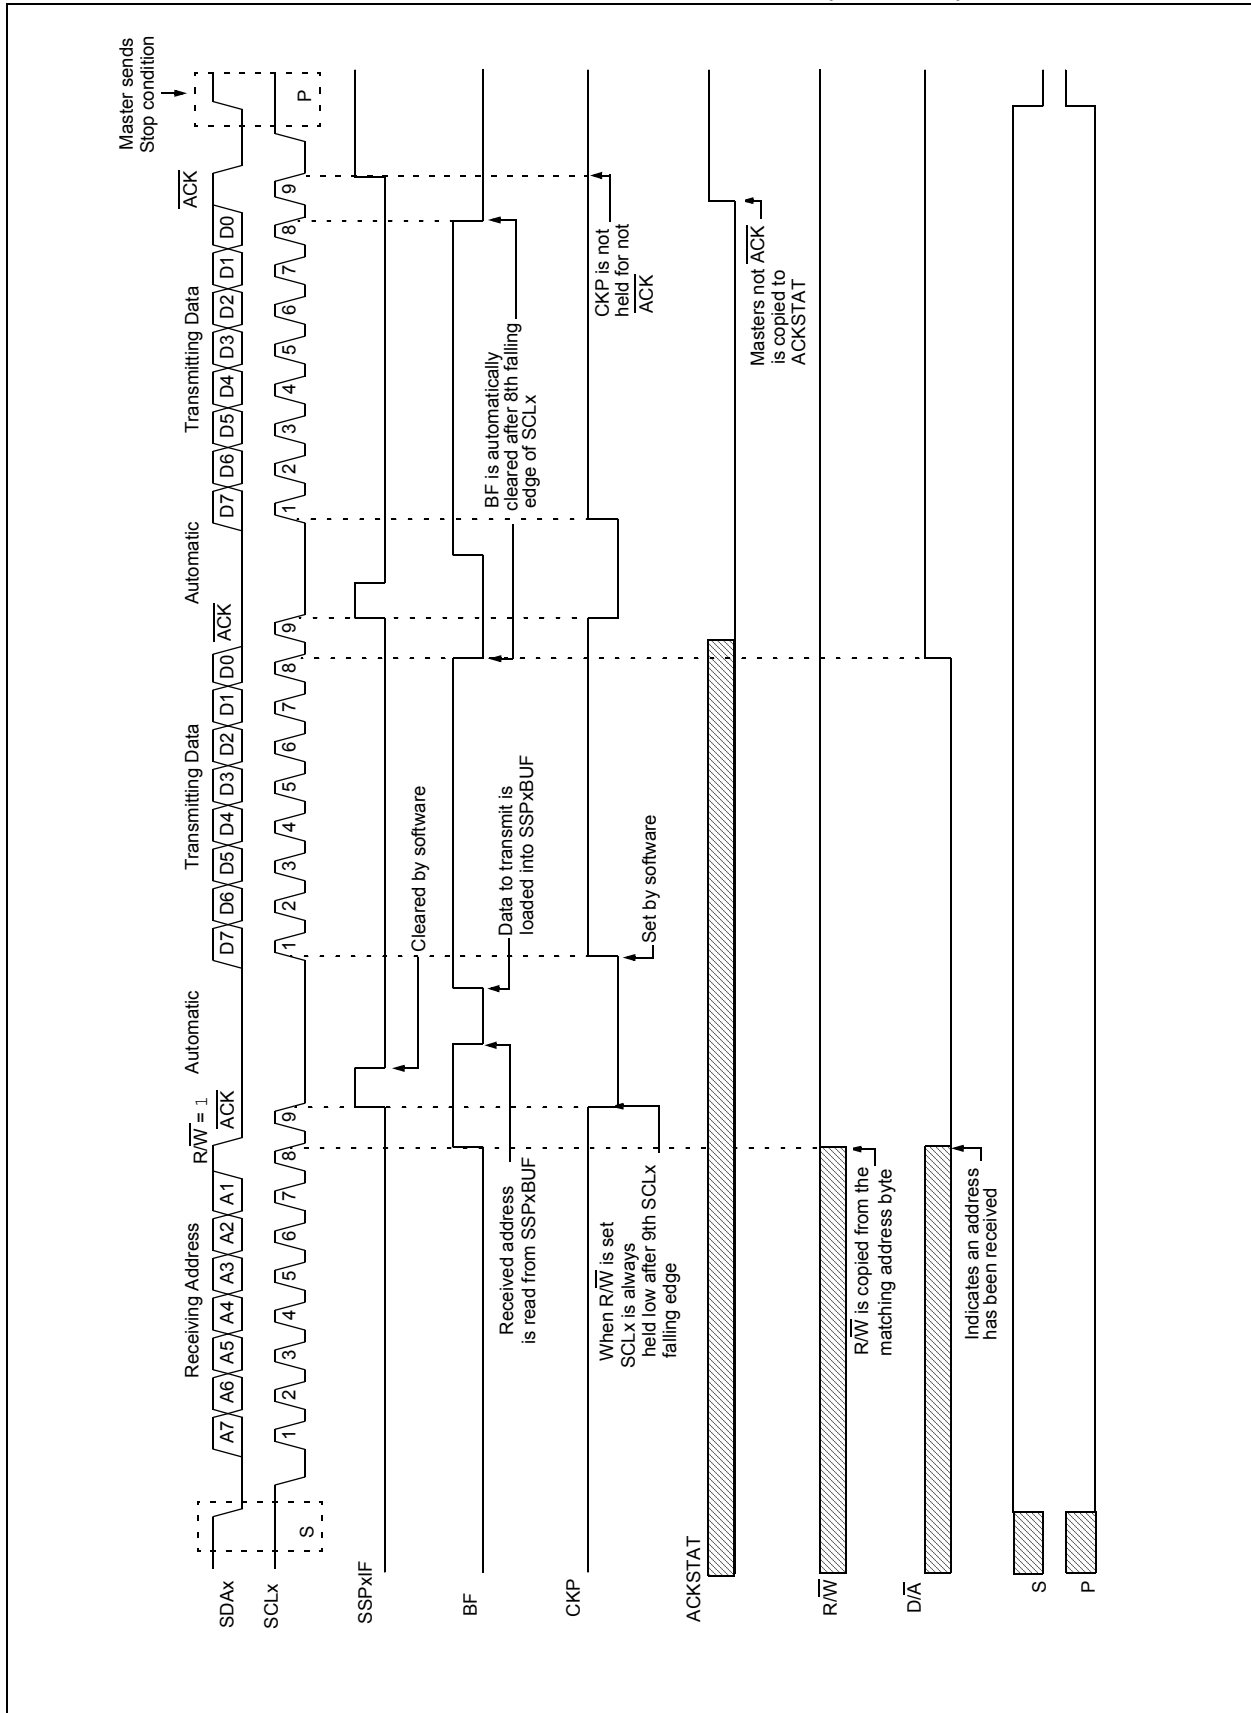 Master sends
Stop condition
SDAx
S
Receiving Address
A7 A6 A5 A4 A3 A2 A1
R/W = 1
ACK
Automatic
Transmitting Data
D7 D6 D5 D4 D3 D2 D1 D0
ACK
Automatic
Transmitting Data
D7 D6 D5 D4 D3 D2 D1 D0
ACK
P
SCLx
1 2 3 4 5 6 7 8 9
1 2 3 4 5 6 7 8 9
1 2 3 4 5 6 7 8 9
SSPxIF
Cleared by software
BF
Received address
is read from SSPxBUF
Data to transmit is
loaded into SSPxBUF
BF is automatically
cleared after 8th falling
edge of SCLx
CKP
When R/W is set
SCLx is always
held low after 9th SCLx
falling edge
Set by software
CKP is not
held for not
ACK
ACKSTAT
Masters not ACK
is copied to
ACKSTAT
R/W
R/W is copied from the
matching address byte
D/A
Indicates an address
has been received
S
P